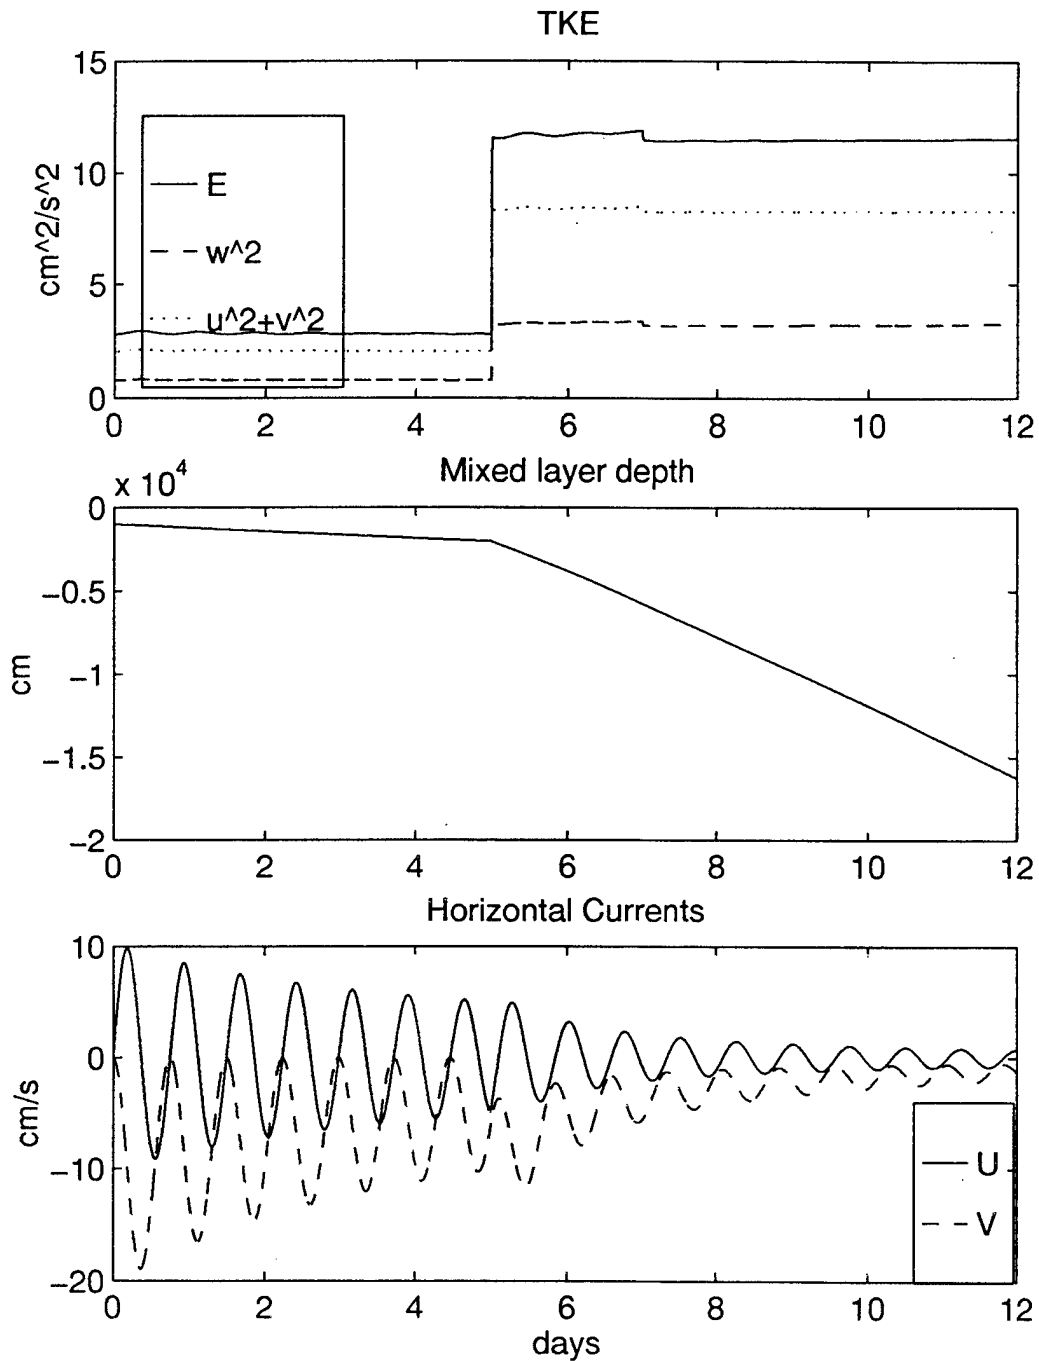 TKE
15
10
5
0
cm^2/s^2
E
w^2
u^2+v^2
0 2 4 6 8 10 12
Mixed layer depth
x 10^4
0
−0.5
−1
−1.5
−2
cm
0 2 4 6 8 10 12
Horizontal Currents
10
0
−10
−20
cm/s
U
V
0 2 4 6 8 10 12
days